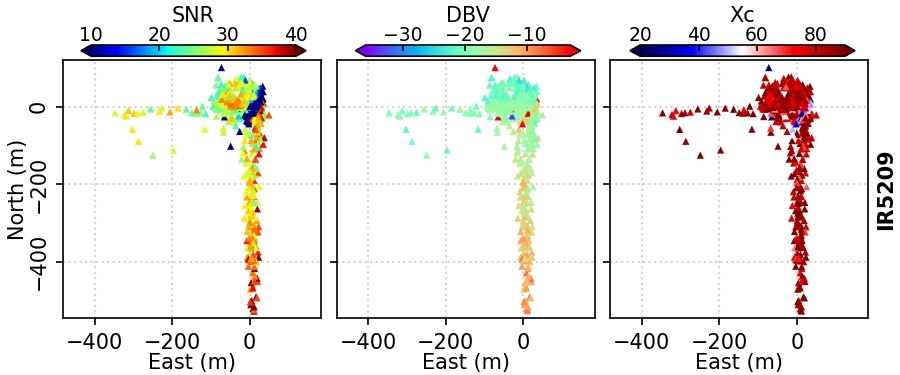 SNR
10 20 30 40
DBV
−30 −20 −10
Xc
20 40 60 80
North (m)
0
−200
−400
−400 −200 0
East (m)
−400 −200 0
East (m)
−400 −200 0
East (m)
IR5209